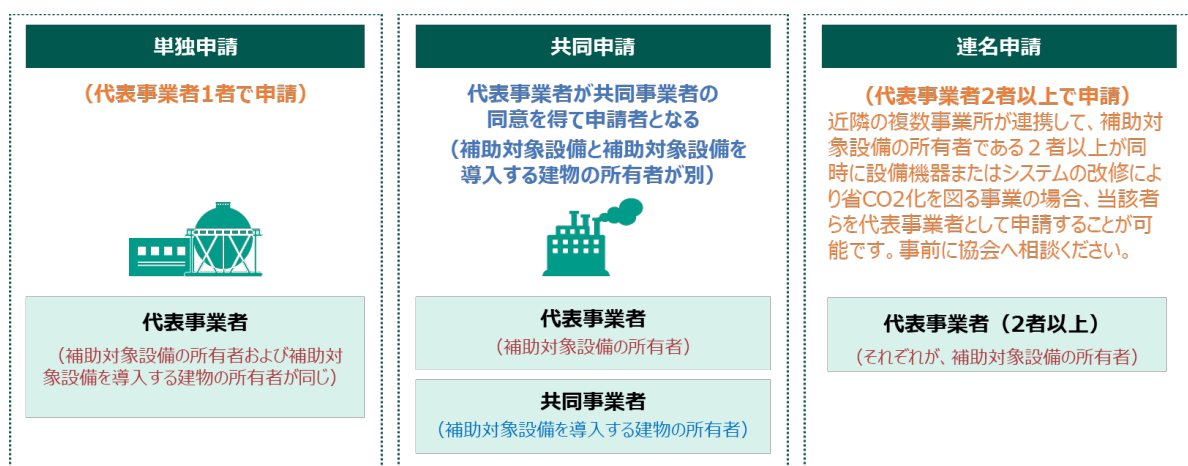 単独申請
（代表事業者1者で申請）
代表事業者
（補助対象設備の所有者および補助対
象設備を導入する建物の所有者が同じ）
共同申請
代表事業者が共同事業者の
同意を得て申請者となる
（補助対象設備と補助対象設備を
導入する建物の所有者が別）
代表事業者
（補助対象設備の所有者）
共同事業者
（補助対象設備を導入する建物の所有者）
連名申請
（代表事業者2者以上で申請）
近隣の複数事業所が連携して、補助対
象設備の所有者である２者以上が同
時に設備機器またはシステムの改修によ
り省CO2化を図る事業の場合、当該者
らを代表事業者として申請することが可
能です。事前に協会へ相談ください。
代表事業者（2者以上）
（それぞれが、補助対象設備の所有者）